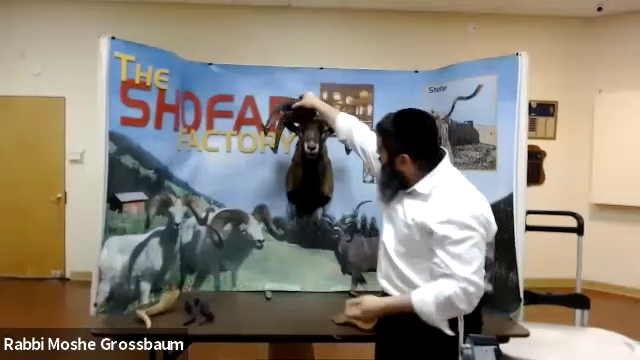 THE
SHOFAR
FACTORY
Shofar
Rabbi Moshe Grossbaum